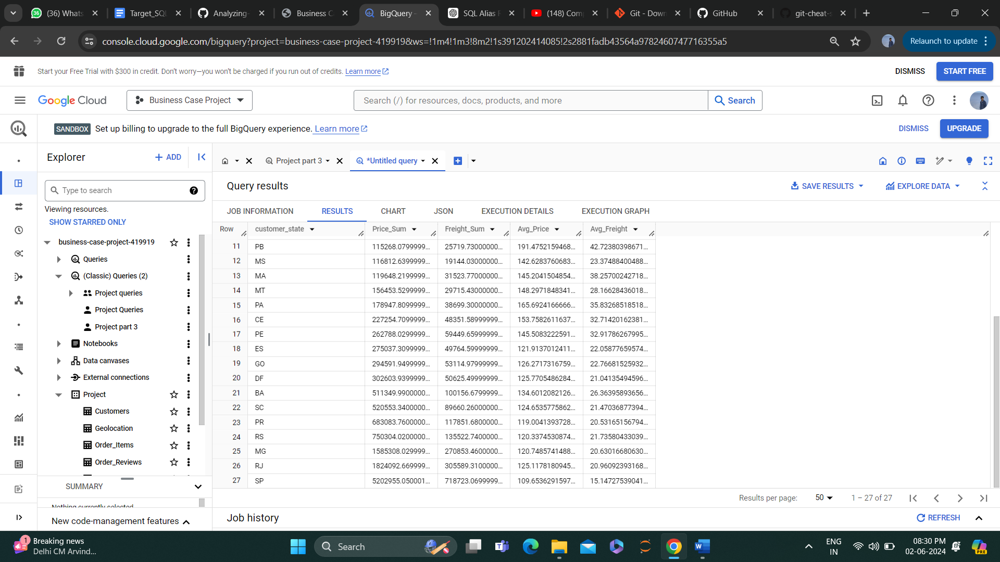 (36) Whats
Target_SQL
Analyzing-
Business C
BigQuery –
SQL Alias F
(148) Com
Git - Down
GitHub
git-cheat-s
console.cloud.google.com/bigquery?project=business-case-project-419919&ws=!1m4!1m3!8m2!1s391202414085!2s2881fadb43564a9782460747716355a5
Relaunch to update
Start your Free Trial with $300 in credit. Don't worry—you won't be charged if you run out of credits. Learn more
DISMISS
START FREE
Google Cloud
Business Case Project
Search (/) for resources, docs, products, and more
Search
SANDBOX Set up billing to upgrade to the full BigQuery experience. Learn more
DISMISS
UPGRADE
Explorer
+ ADD
Project part 3
*Untitled query
Type to search
Viewing resources.
SHOW STARRED ONLY
business-case-project-419919
Queries
(Classic) Queries (2)
Project queries
Project Queries
Project part 3
Notebooks
Data canvases
External connections
Project
Customers
Geolocation
Order_Items
Order_Reviews
SUMMARY
Nothing currently selected
New code-management features
Query results
SAVE RESULTS
EXPLORE DATA
JOB INFORMATION RESULTS CHART JSON EXECUTION DETAILS EXECUTION GRAPH
Row customer_state Price_Sum Freight_Sum Avg_Price Avg_Freight
11 PB 115268.0799999... 25719.73000000... 191.4752159468... 42.72380398671...
12 MS 116812.6399999... 19144.03000000... 142.6283760683... 23.37488400488...
13 MA 119648.2199999... 31523.77000000... 145.2041504854... 38.25700242718...
14 MT 156453.5299999... 29715.43000000... 148.2971848341... 28.16628436018...
15 PA 178947.8099999... 38699.30000000... 165.6924166666... 35.83268518518...
16 CE 227254.7099999... 48351.58999999... 153.7582611637... 32.71420162381...
17 PE 262788.0299999... 59449.65999999... 145.5083222591... 32.91786267995...
18 ES 275037.3099999... 49764.59999999... 121.9137012411... 22.05877659574...
19 GO 294591.9499999... 53114.97999999... 126.2717316759... 22.76681525932...
20 DF 302603.9399999... 50625.49999999... 125.7705486284... 21.04135494596...
21 BA 511349.9900000... 100156.6799999... 134.6012082126... 26.36395893656...
22 SC 520553.3400000... 89660.26000000... 124.6535775862... 21.47036877394...
23 PR 683083.7600000... 117851.6800000... 119.0041393728... 20.53165156794...
24 RS 750304.0200000... 135522.7400000... 120.3374530874... 21.73580433039...
25 MG 1585308.029999... 270853.4600000... 120.7485741488... 20.63016680630...
26 RJ 1824092.669999... 305589.3100000... 125.1178180945... 20.96092393168...
27 SP 5202955.050001... 718723.0699999... 109.6536291597... 15.14727539041...
Results per page: 50 1 – 27 of 27
Job history
REFRESH
1
Breaking news
Delhi CM Arvind...
Search
ENG
IN
08:30 PM
02-06-2024
PRE